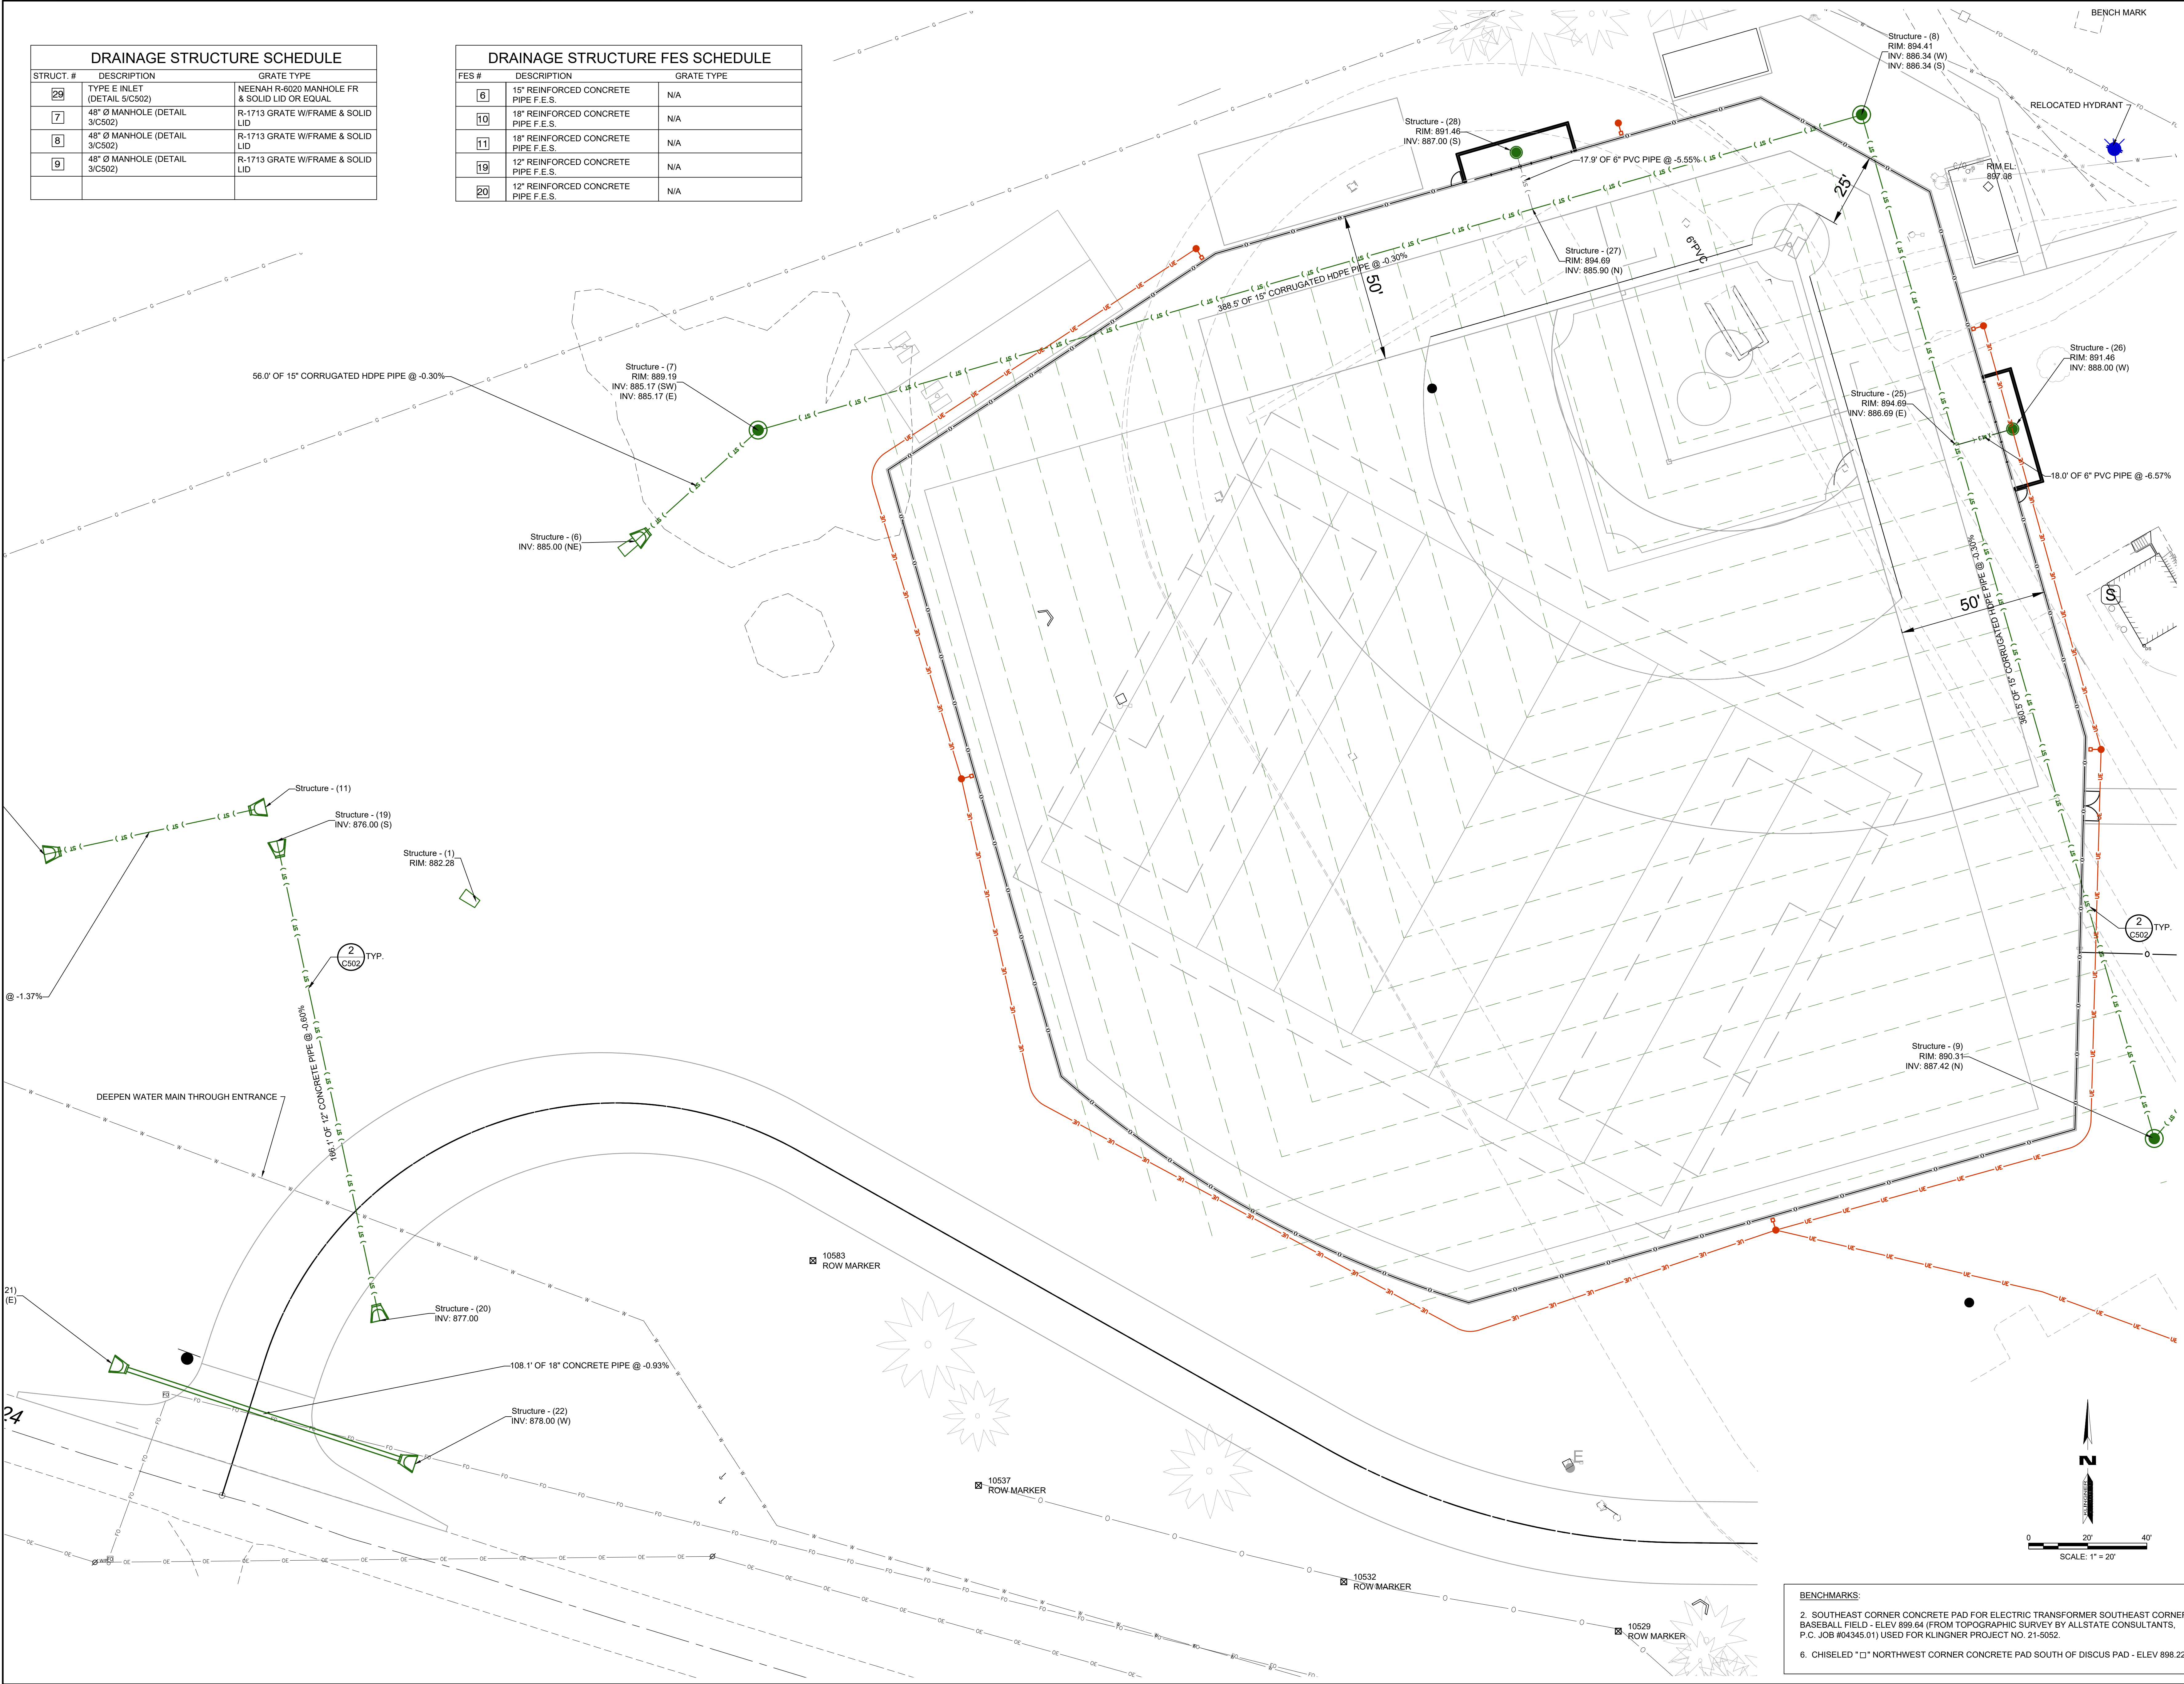 DRAINAGE STRUCTURE SCHEDULE
STRUCT. # DESCRIPTION GRATE TYPE
29 TYPE E INLET (DETAIL 5/C502) NEENAH R-6020 MANHOLE FR & SOLID LID OR EQUAL
7 48" Ø MANHOLE (DETAIL 3/C502) R-1713 GRATE W/FRAME & SOLID LID
8 48" Ø MANHOLE (DETAIL 3/C502) R-1713 GRATE W/FRAME & SOLID LID
9 48" Ø MANHOLE (DETAIL 3/C502) R-1713 GRATE W/FRAME & SOLID LID
DRAINAGE STRUCTURE FES SCHEDULE
FES # DESCRIPTION GRATE TYPE
6 15" REINFORCED CONCRETE PIPE F.E.S. N/A
10 18" REINFORCED CONCRETE PIPE F.E.S. N/A
11 18" REINFORCED CONCRETE PIPE F.E.S. N/A
19 12" REINFORCED CONCRETE PIPE F.E.S. N/A
20 12" REINFORCED CONCRETE PIPE F.E.S. N/A
BENCH MARK
Structure - (8)
RIM: 894.41
INV: 886.34 (W)
INV: 886.34 (S)
RELOCATED HYDRANT
RIM EL:
897.08
Structure - (28)
RIM: 891.46
INV: 887.00 (S)
17.9' OF 6" PVC PIPE @ -5.55%
25'
Structure - (27)
RIM: 894.69
INV: 885.90 (N)
6"PVC
388.5' OF 15" CORRUGATED HDPE PIPE @ -0.30%
50'
Structure - (26)
RIM: 891.46
INV: 888.00 (W)
Structure - (25)
RIM: 894.69
INV: 886.69 (E)
18.0' OF 6" PVC PIPE @ -6.57%
56.0' OF 15" CORRUGATED HDPE PIPE @ -0.30%
Structure - (7)
RIM: 889.19
INV: 885.17 (SW)
INV: 885.17 (E)
Structure - (6)
INV: 885.00 (NE)
360.5' OF 15" CORRUGATED HDPE PIPE @ -0.30%
50'
S
Structure - (11)
Structure - (19)
INV: 876.00 (S)
Structure - (1)
RIM: 882.28
2
C502
TYP.
2
C502
TYP.
@ -1.37%
166.1' OF 12" CONCRETE PIPE @ -0.60%
Structure - (9)
RIM: 890.31
INV: 887.42 (N)
DEEPEN WATER MAIN THROUGH ENTRANCE
10583
ROW MARKER
21)
(E)
Structure - (20)
INV: 877.00
108.1' OF 18" CONCRETE PIPE @ -0.93%
Structure - (22)
INV: 878.00 (W)
24
E
10537
ROW MARKER
10532
ROW MARKER
10529
ROW MARKER
N
KLINGNER
0 20' 40'
SCALE: 1" = 20'
BENCHMARKS:
2. SOUTHEAST CORNER CONCRETE PAD FOR ELECTRIC TRANSFORMER SOUTHEAST CORNER
BASEBALL FIELD - ELEV 899.64 (FROM TOPOGRAPHIC SURVEY BY ALLSTATE CONSULTANTS,
P.C. JOB #04345.01) USED FOR KLINGNER PROJECT NO. 21-5052.
6. CHISELED "□" NORTHWEST CORNER CONCRETE PAD SOUTH OF DISCUS PAD - ELEV 898.22